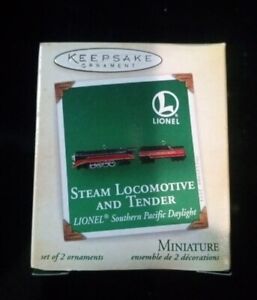 KEEPSAKE
ORNAMENT
L
LIONEL
STEAM LOCOMOTIVE
AND TENDER
LIONEL® Southern Pacific Daylight
MINIATURE
set of 2 ornaments
ensemble de 2 décorations